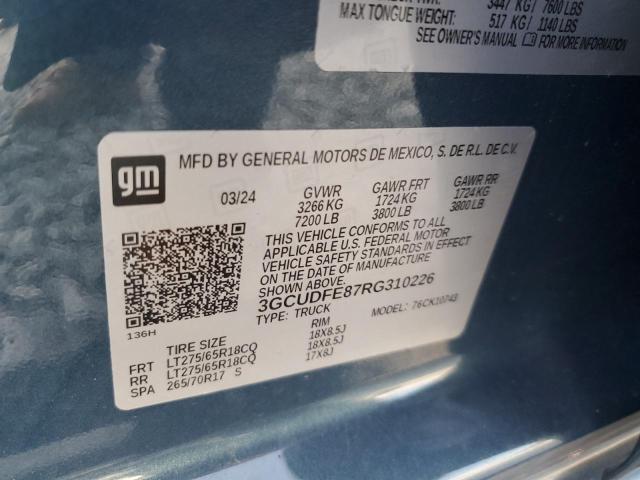 3447 KG/ 7600 LBS
MAX TONGUE WEIGHT: 517 KG/ 1140 LBS
SEE OWNER'S MANUAL FOR MORE INFORMATION
gm
MFD BY GENERAL MOTORS DE MEXICO, S. DE R.L. DE C.V.
03/24 GVWR GAWR FRT GAWR RR
3266 KG 1724 KG 1724 KG
7200 LB 3800 LB 3800 LB
THIS VEHICLE CONFORMS TO ALL
APPLICABLE U.S. FEDERAL MOTOR
VEHICLE SAFETY STANDARDS IN EFFECT
ON THE DATE OF MANUFACTURE
SHOWN ABOVE.
3GCUDFE87RG310226
TYPE: TRUCK MODEL: 76CK10743
136H
TIRE SIZE RIM
FRT LT275/65R18CQ 18X8.5J
RR LT275/65R18CQ 18X8.5J
SPA 265/70R17 S 17X8J